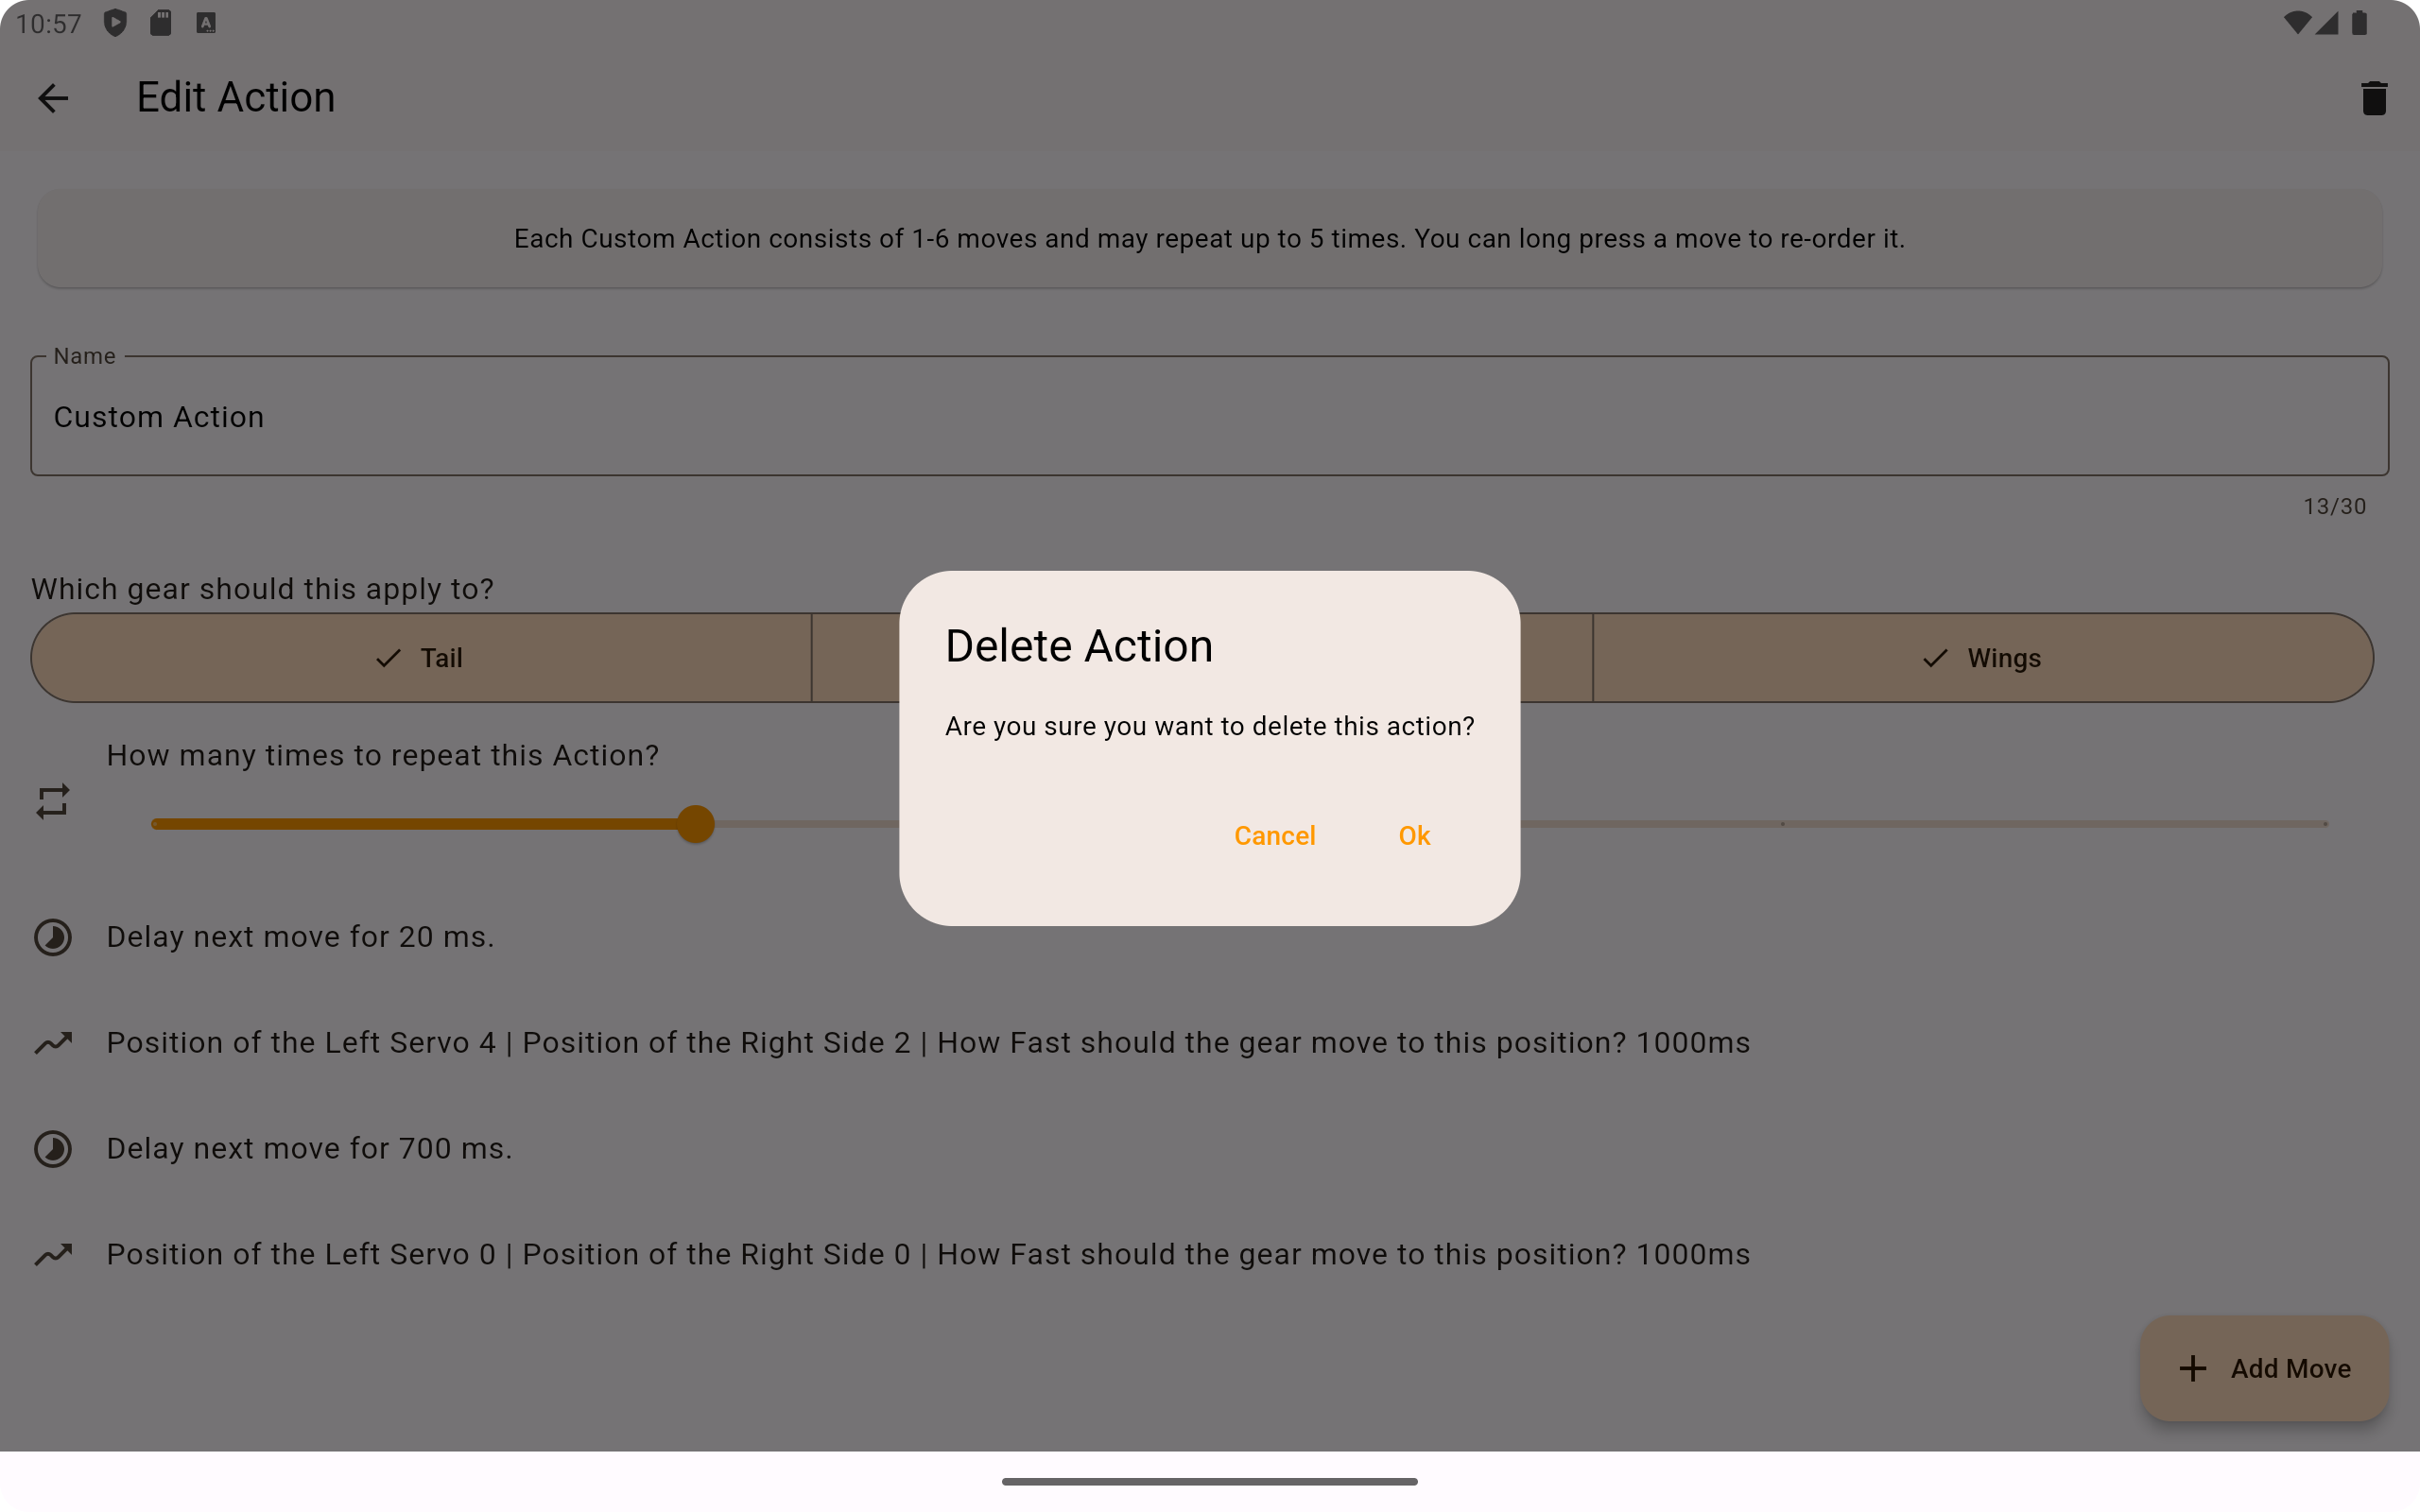 10:57
Edit Action
Each Custom Action consists of 1-6 moves and may repeat up to 5 times. You can long press a move to re-order it.
Name
Custom Action
13/30
Which gear should this apply to?
Tail
Wings
How many times to repeat this Action?
Delete Action
Are you sure you want to delete this action?
Cancel Ok
Delay next move for 20 ms.
Position of the Left Servo 4 | Position of the Right Side 2 | How Fast should the gear move to this position? 1000ms
Delay next move for 700 ms.
Position of the Left Servo 0 | Position of the Right Side 0 | How Fast should the gear move to this position? 1000ms
Add Move